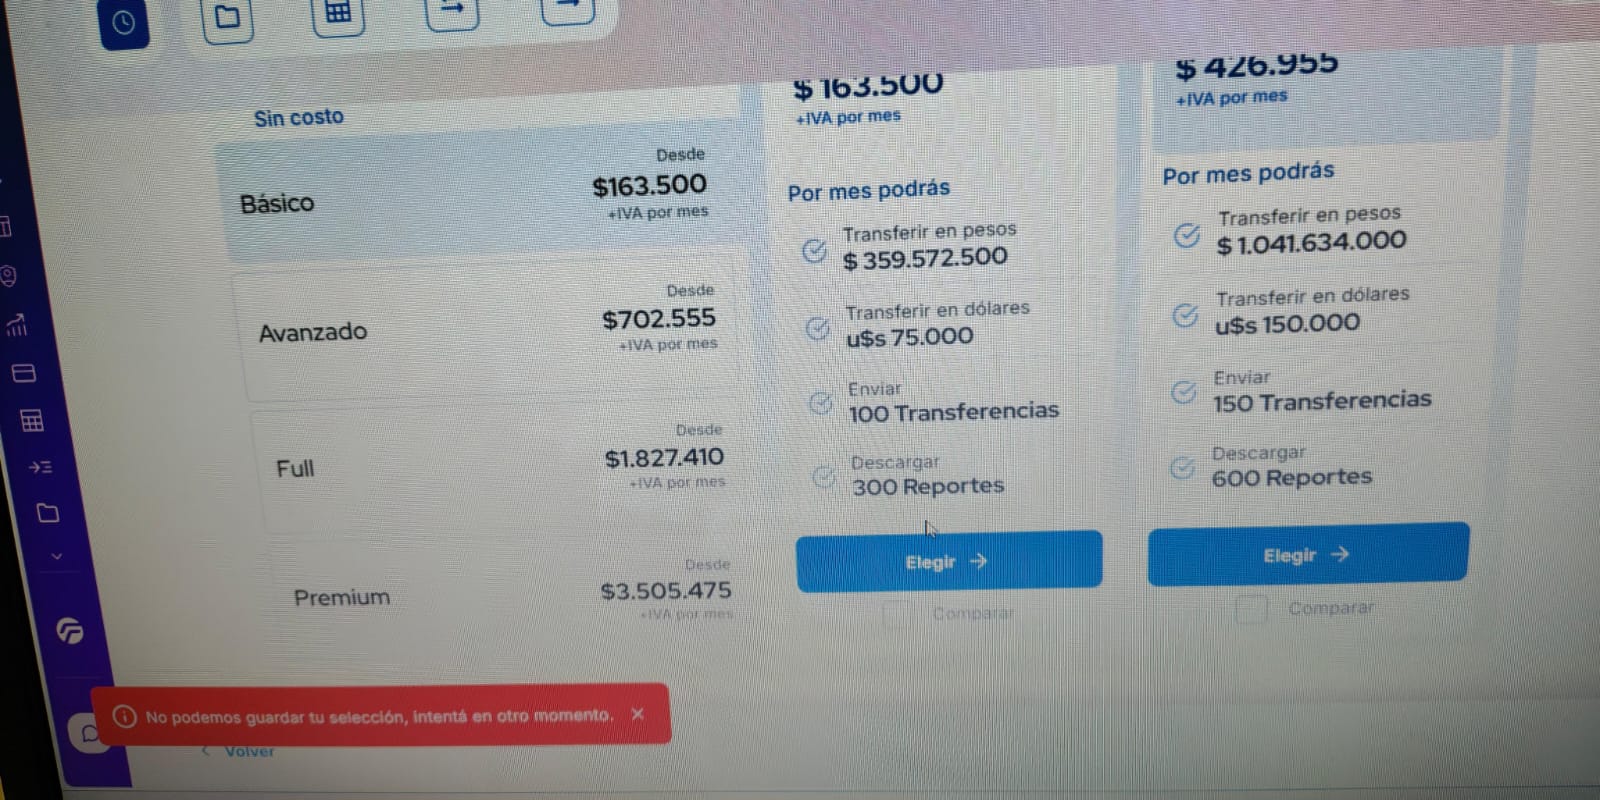 Sin costo
Básico
Desde
$163.500
+IVA por mes
Avanzado
Desde
$702.555
+IVA por mes
Full
Desde
$1.827.410
+IVA por mes
Premium
Desde
$3.505.475
+IVA por mes
$ 163.500
+IVA por mes
Por mes podrás
Transferir en pesos
$ 359.572.500
Transferir en dólares
u$s 75.000
Enviar
100 Transferencias
Descargar
300 Reportes
Elegir →
Comparar
$ 426.955
+IVA por mes
Por mes podrás
Transferir en pesos
$ 1.041.634.000
Transferir en dólares
u$s 150.000
Enviar
150 Transferencias
Descargar
600 Reportes
Elegir →
Comparar
No podemos guardar tu selección, intentá en otro momento. ×
< Volver